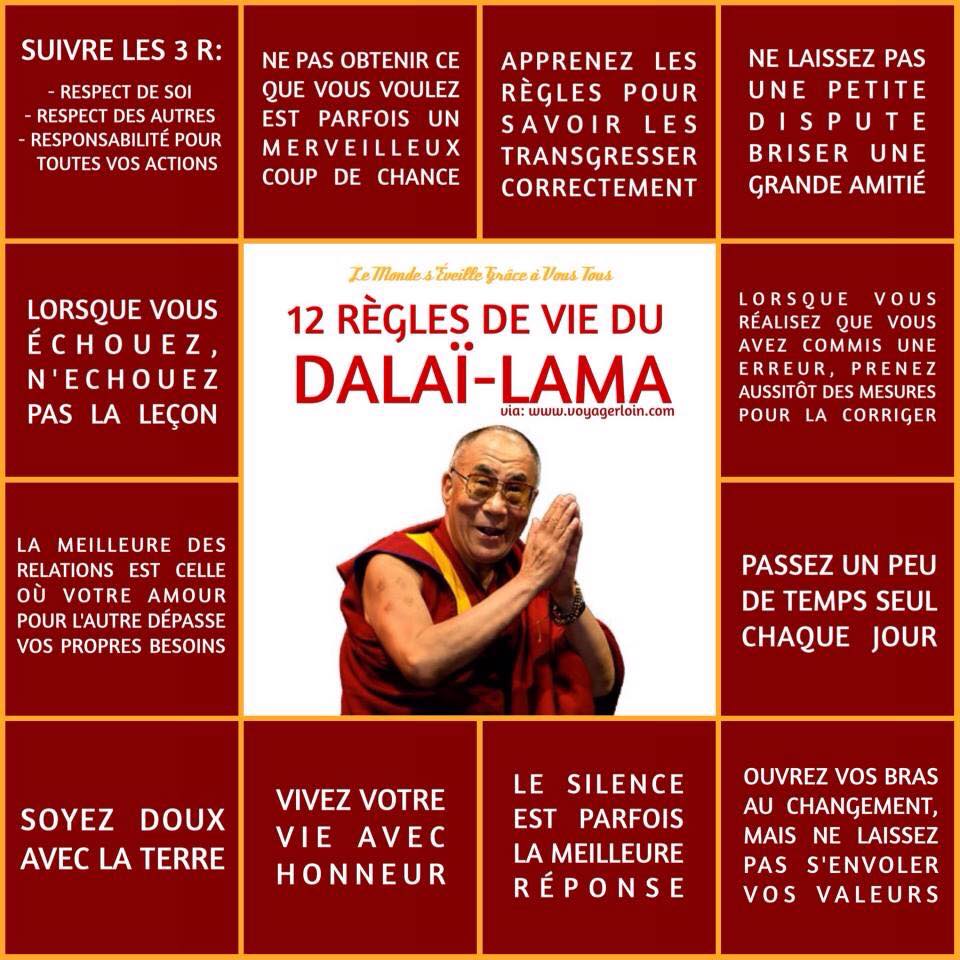 SUIVRE LES 3 R:
- RESPECT DE SOI
- RESPECT DES AUTRES
- RESPONSABILITÉ POUR
TOUTES VOS ACTIONS
NE PAS OBTENIR CE
QUE VOUS VOULEZ
EST PARFOIS UN
MERVEILLEUX
COUP DE CHANCE
APPRENEZ LES
RÈGLES POUR
SAVOIR LES
TRANSGRESSER
CORRECTEMENT
NE LAISSEZ PAS
UNE PETITE
DISPUTE
BRISER UNE
GRANDE AMITIÉ
LORSQUE VOUS
ÉCHOUEZ,
N'ECHOUEZ
PAS LA LEÇON
Le Monde s'Éveille Grâce à Vous Tous
12 RÈGLES DE VIE DU
DALAÏ-LAMA
via: www.voyagerloin.com
LORSQUE VOUS
RÉALISEZ QUE VOUS
AVEZ COMMIS UNE
ERREUR, PRENEZ
AUSSITÔT DES MESURES
POUR LA CORRIGER
LA MEILLEURE DES
RELATIONS EST CELLE
OÙ VOTRE AMOUR
POUR L'AUTRE DÉPASSE
VOS PROPRES BESOINS
PASSEZ UN PEU
DE TEMPS SEUL
CHAQUE JOUR
SOYEZ DOUX
AVEC LA TERRE
VIVEZ VOTRE
VIE AVEC
HONNEUR
LE SILENCE
EST PARFOIS
LA MEILLEURE
RÉPONSE
OUVREZ VOS BRAS
AU CHANGEMENT,
MAIS NE LAISSEZ
PAS S'ENVOLER
VOS VALEURS